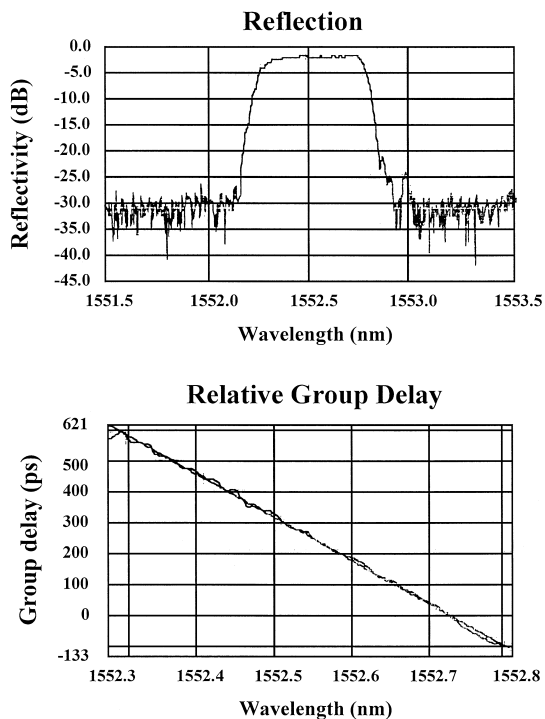 Reflection
0.0
-5.0
-10.0
-15.0
-20.0
-25.0
-30.0
-35.0
-40.0
-45.0
Reflectivity (dB)
1551.5 1552.0 1552.5 1553.0 1553.5
Wavelength (nm)
Relative Group Delay
621
500
400
300
200
100
0
-133
Group delay (ps)
1552.3 1552.4 1552.5 1552.6 1552.7 1552.8
Wavelength (nm)